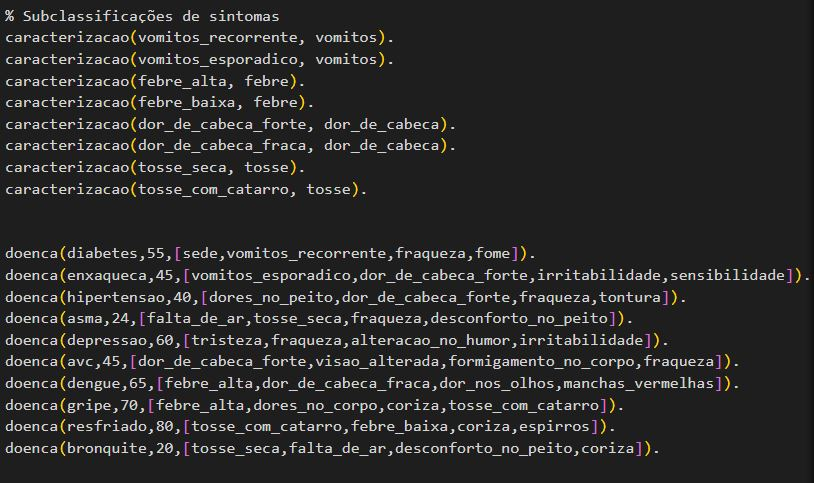 % Subclassificações de sintomas
caracterizacao(vomitos_recorrente, vomitos).
caracterizacao(vomitos_esporadico, vomitos).
caracterizacao(febre_alta, febre).
caracterizacao(febre_baixa, febre).
caracterizacao(dor_de_cabeca_forte, dor_de_cabeca).
caracterizacao(dor_de_cabeca_fraca, dor_de_cabeca).
caracterizacao(tosse_seca, tosse).
caracterizacao(tosse_com_catarro, tosse).
doenca(diabetes,55,[sede,vomitos_recorrente,fraqueza,fome]).
doenca(enxaqueca,45,[vomitos_esporadico,dor_de_cabeca_forte,irritabilidade,sensibilidade]).
doenca(hipertensao,40,[dores_no_peito,dor_de_cabeca_forte,fraqueza,tontura]).
doenca(asma,24,[falta_de_ar,tosse_seca,fraqueza,desconforto_no_peito]).
doenca(depressao,60,[tristeza,fraqueza,alteracao_no_humor,irritabilidade]).
doenca(avc,45,[dor_de_cabeca_forte,visao_alterada,formigamento_no_corpo,fraqueza]).
doenca(dengue,65,[febre_alta,dor_de_cabeca_fraca,dor_nos_olhos,manchas_vermelhas]).
doenca(gripe,70,[febre_alta,dores_no_corpo,coriza,tosse_com_catarro]).
doenca(resfriado,80,[tosse_com_catarro,febre_baixa,coriza,espirros]).
doenca(bronquite,20,[tosse_seca,falta_de_ar,desconforto_no_peito,coriza]).